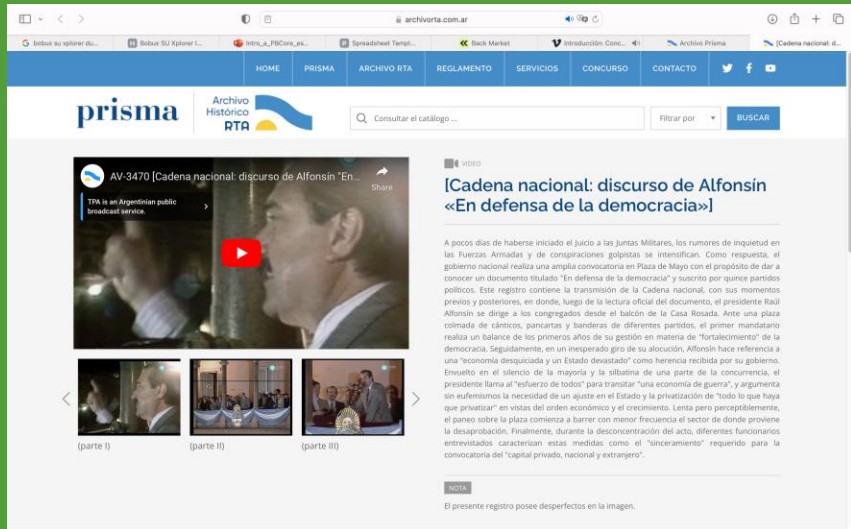 archivorta.com.ar
bobux su xplorer du...
Bobux SU Xplorer I...
Intro_a_PBCore_es...
Spreadsheet Templ...
Back Market
Introducción: Conc...
Archivo Prisma
[Cadena nacional: d...
HOME PRISMA ARCHIVO RTA REGLAMENTO SERVICIOS CONCURSO CONTACTO
prisma
Archivo
Histórico
RTA
Consultar el catálogo ...
Filtrar por
BUSCAR
AV-3470 [Cadena nacional: discurso de Alfonsín "En...
Share
TPA is an Argentinian public
broadcast service.
(parte I)
(parte II)
(parte III)
VIDEO
[Cadena nacional: discurso de Alfonsín
«En defensa de la democracia»]
A pocos días de haberse iniciado el Juicio a las Juntas Militares, los rumores de inquietud en
las Fuerzas Armadas y de conspiraciones golpistas se intensifican. Como respuesta, el
gobierno nacional realiza una amplia convocatoria en Plaza de Mayo con el propósito de dar a
conocer un documento titulado "En defensa de la democracia" y suscrito por quince partidos
políticos. Este registro contiene la transmisión de la Cadena nacional, con sus momentos
previos y posteriores, en donde, luego de la lectura oficial del documento, el presidente Raúl
Alfonsín se dirige a los congregados desde el balcón de la Casa Rosada. Ante una plaza
colmada de cánticos, pancartas y banderas de diferentes partidos, el primer mandatario
realiza un balance de los primeros años de su gestión en materia de "fortalecimiento" de la
democracia. Seguidamente, en un inesperado giro de su alocución, Alfonsín hace referencia a
una "economía desquiciada y un Estado devastado" como herencia recibida por su gobierno.
Envuelto en el silencio de la mayoría y la silbatina de una parte de la concurrencia, el
presidente llama al "esfuerzo de todos" para transitar "una economía de guerra", y argumenta
sin eufemismos la necesidad de un ajuste en el Estado y la privatización de "todo lo que haya
que privatizar" en vistas del orden económico y el crecimiento. Lenta pero perceptiblemente,
el paneo sobre la plaza comienza a barrer con menor frecuencia el sector de donde proviene
la desaprobación. Finalmente, durante la desconcentración del acto, diferentes funcionarios
entrevistados caracterizan estas medidas como el "sinceramiento" requerido para la
convocatoria del "capital privado, nacional y extranjero".
NOTA
El presente registro posee desperfectos en la imagen.